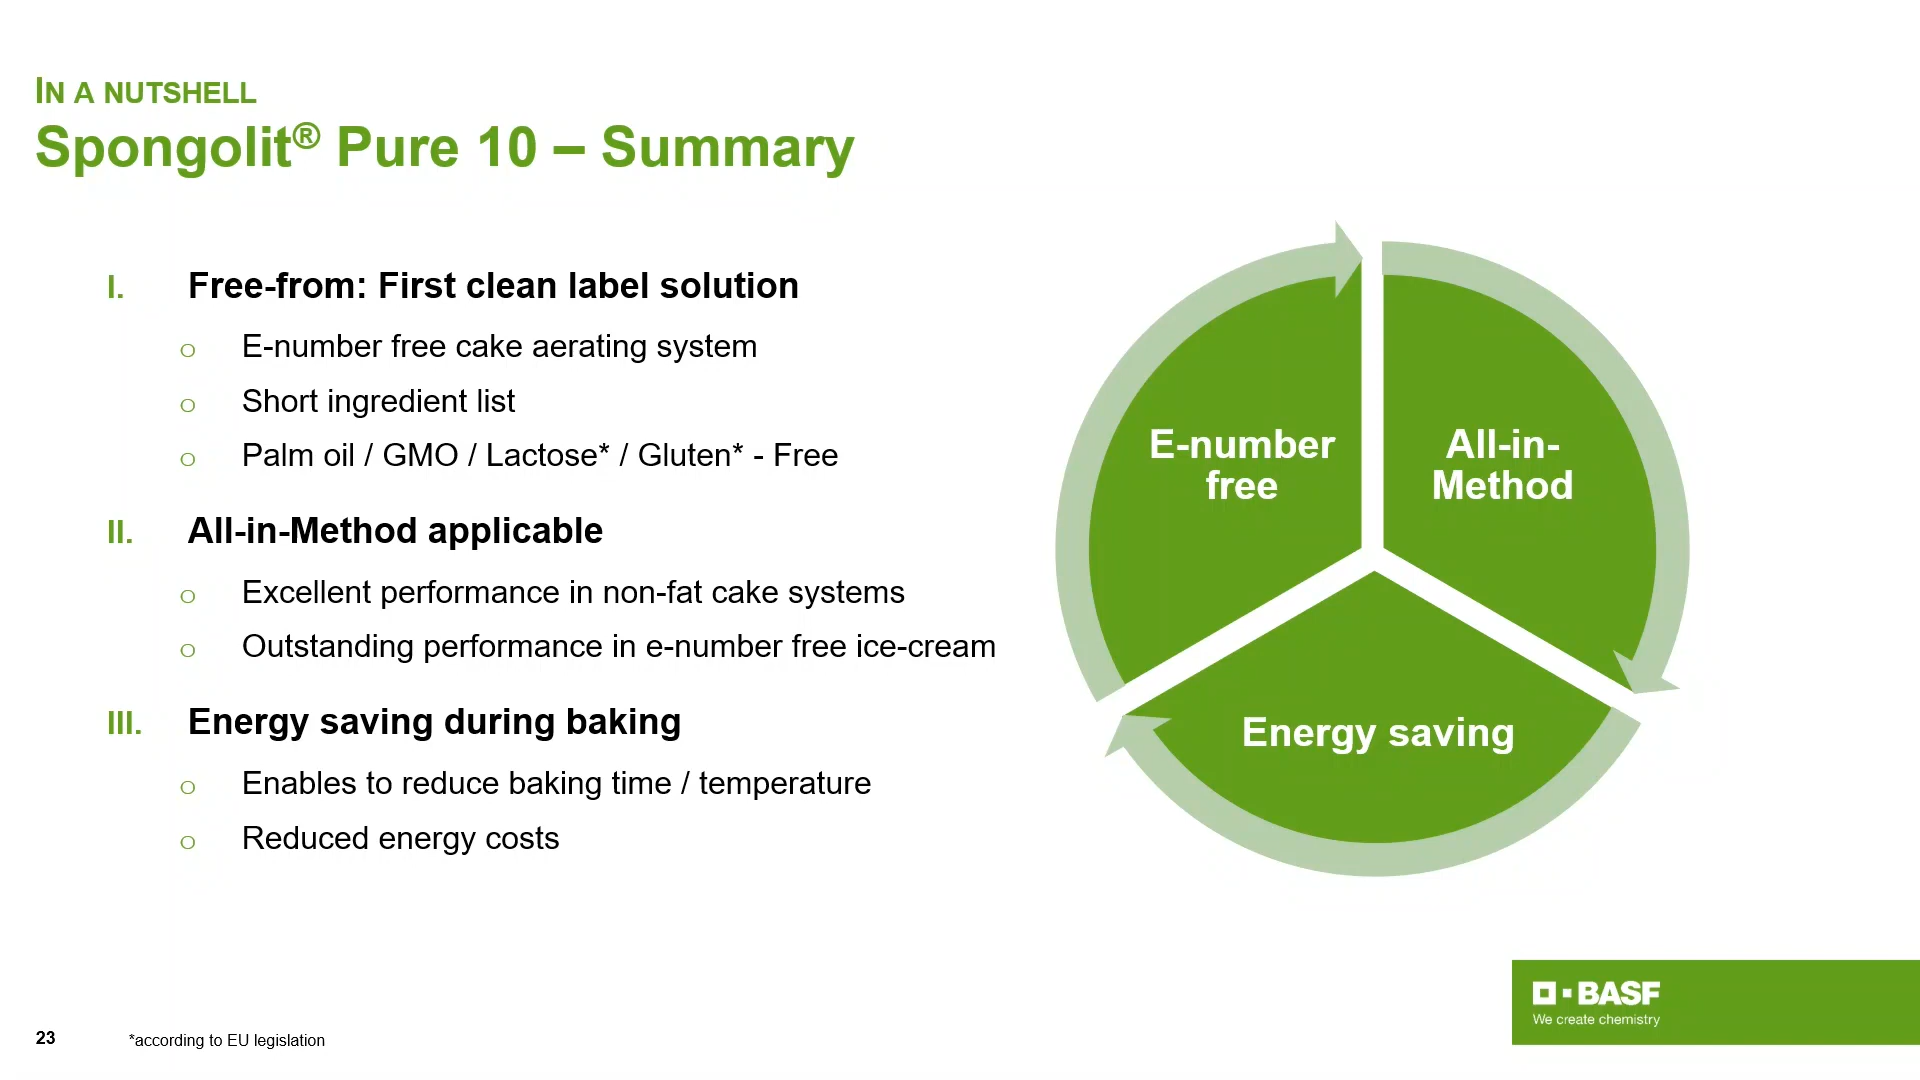 IN A NUTSHELL
Spongolit® Pure 10 – Summary
I. Free-from: First clean label solution
o E-number free cake aerating system
o Short ingredient list
o Palm oil / GMO / Lactose* / Gluten* - Free
II. All-in-Method applicable
o Excellent performance in non-fat cake systems
o Outstanding performance in e-number free ice-cream
III. Energy saving during baking
o Enables to reduce baking time / temperature
o Reduced energy costs
E-number
free
All-in-
Method
Energy saving
23 *according to EU legislation
BASF
We create chemistry